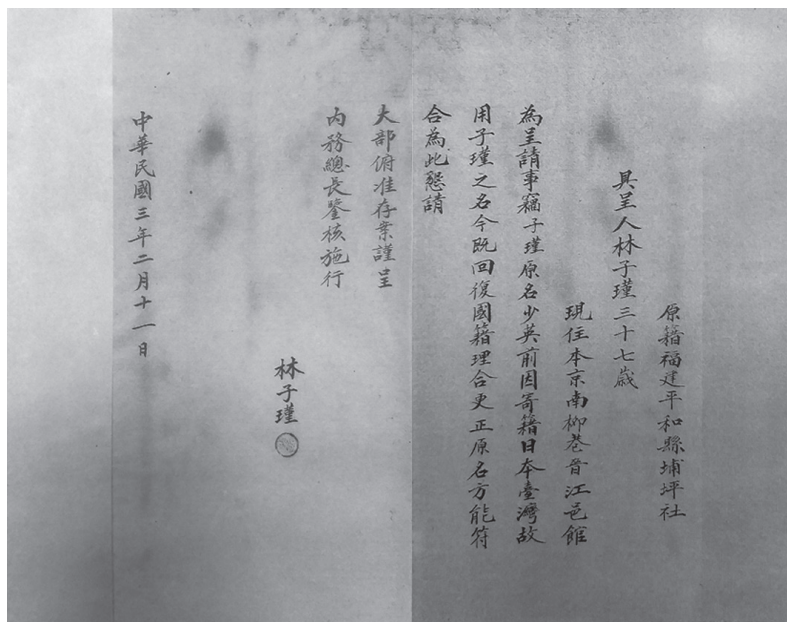 原籍福建平和縣埔坪社
具呈人林子瑾三十七歲
現住本京南柳巷晉江邑館
為呈請事竊子瑾原名少英前因寄籍日本臺灣故
用子瑾之名今既回復國籍理合更正原名方能符
合為此懇請
大部俯准存案謹呈
內務總長鑒核施行
林子瑾
中華民國三年二月十一日